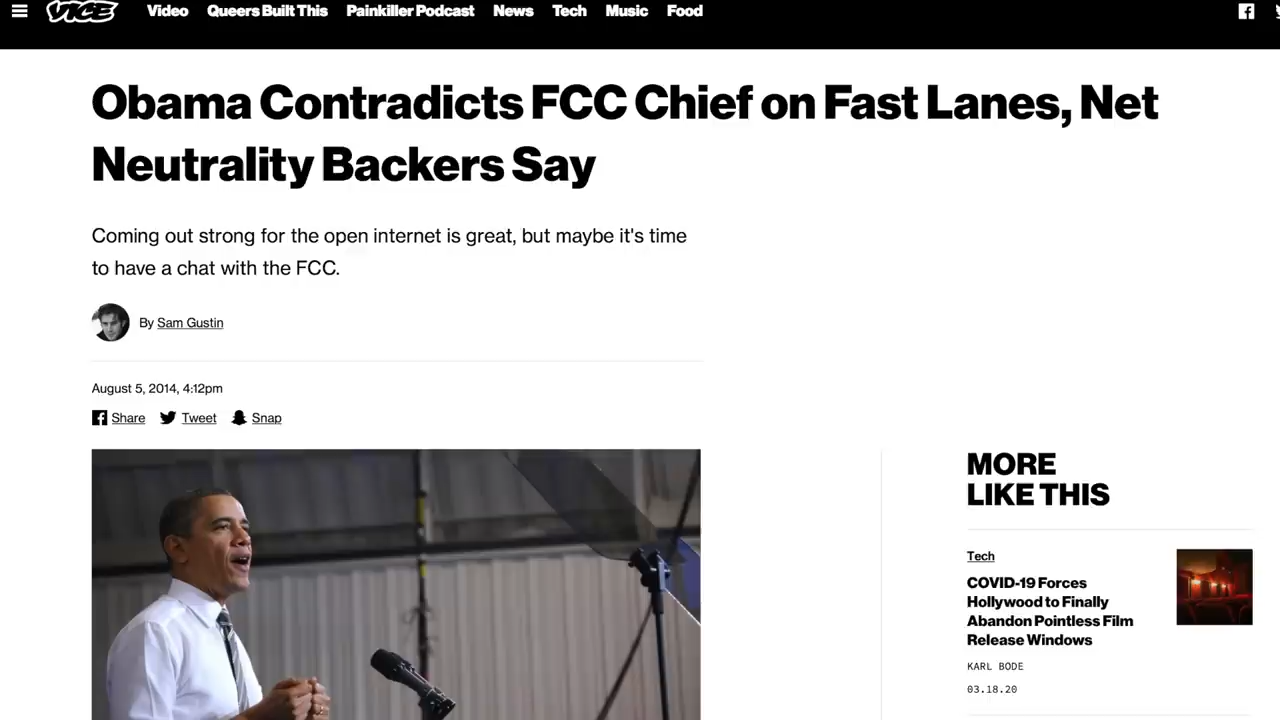 VICE Video Queers Built This Painkiller Podcast News Tech Music Food
Obama Contradicts FCC Chief on Fast Lanes, Net
Neutrality Backers Say
Coming out strong for the open internet is great, but maybe it's time
to have a chat with the FCC.
By Sam Gustin
August 5, 2014, 4:12pm
Share Tweet Snap
MORE
LIKE THIS
Tech
COVID-19 Forces
Hollywood to Finally
Abandon Pointless Film
Release Windows
KARL BODE
03.18.20